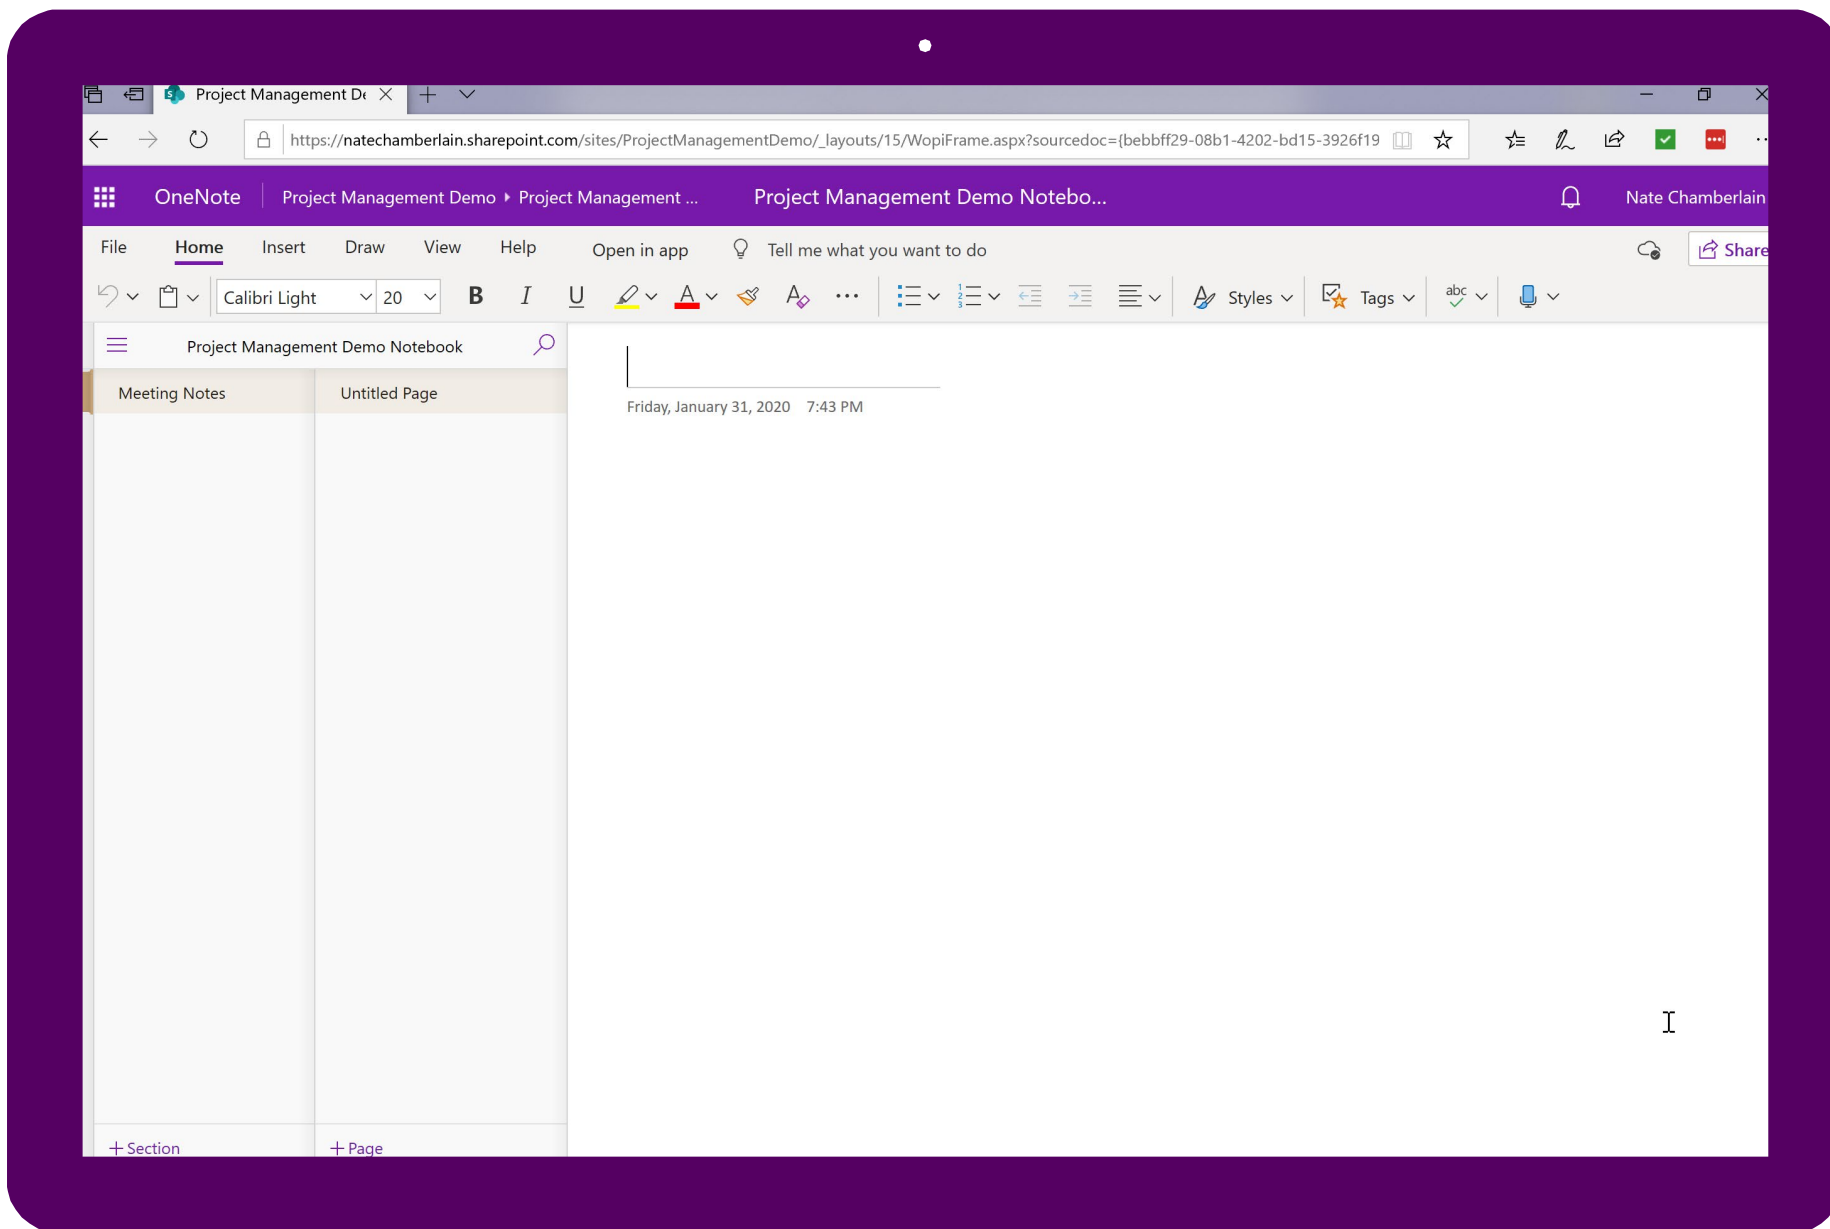 Project Management De
https://natechamberlain.sharepoint.com/sites/ProjectManagementDemo/_layouts/15/WopiFrame.aspx?sourcedoc={bebbff29-08b1-4202-bd15-3926f19
OneNote Project Management Demo Project Management ... Project Management Demo Notebo... Nate Chamberlain
File Home Insert Draw View Help Open in app Tell me what you want to do Share
Calibri Light 20 B I U A A ... Styles Tags abc
Project Management Demo Notebook
Meeting Notes Untitled Page
Friday, January 31, 2020 7:43 PM
+ Section + Page